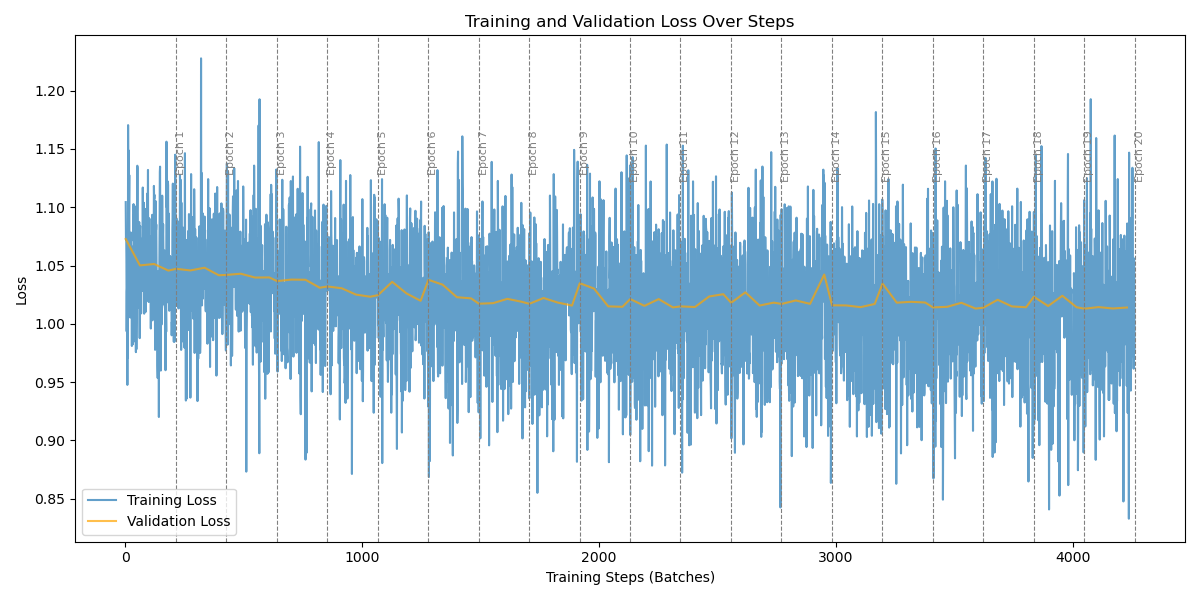 Training and Validation Loss Over Steps
1.20
1.15
1.10
1.05
1.00
0.95
0.90
0.85
Loss
Epoch 1
Epoch 2
Epoch 3
Epoch 4
Epoch 5
Epoch 6
Epoch 7
Epoch 8
Epoch 9
Epoch 10
Epoch 11
Epoch 12
Epoch 13
Epoch 14
Epoch 15
Epoch 16
Epoch 17
Epoch 18
Epoch 19
Epoch 20
Training Loss
Validation Loss
0
1000
2000
3000
4000
Training Steps (Batches)